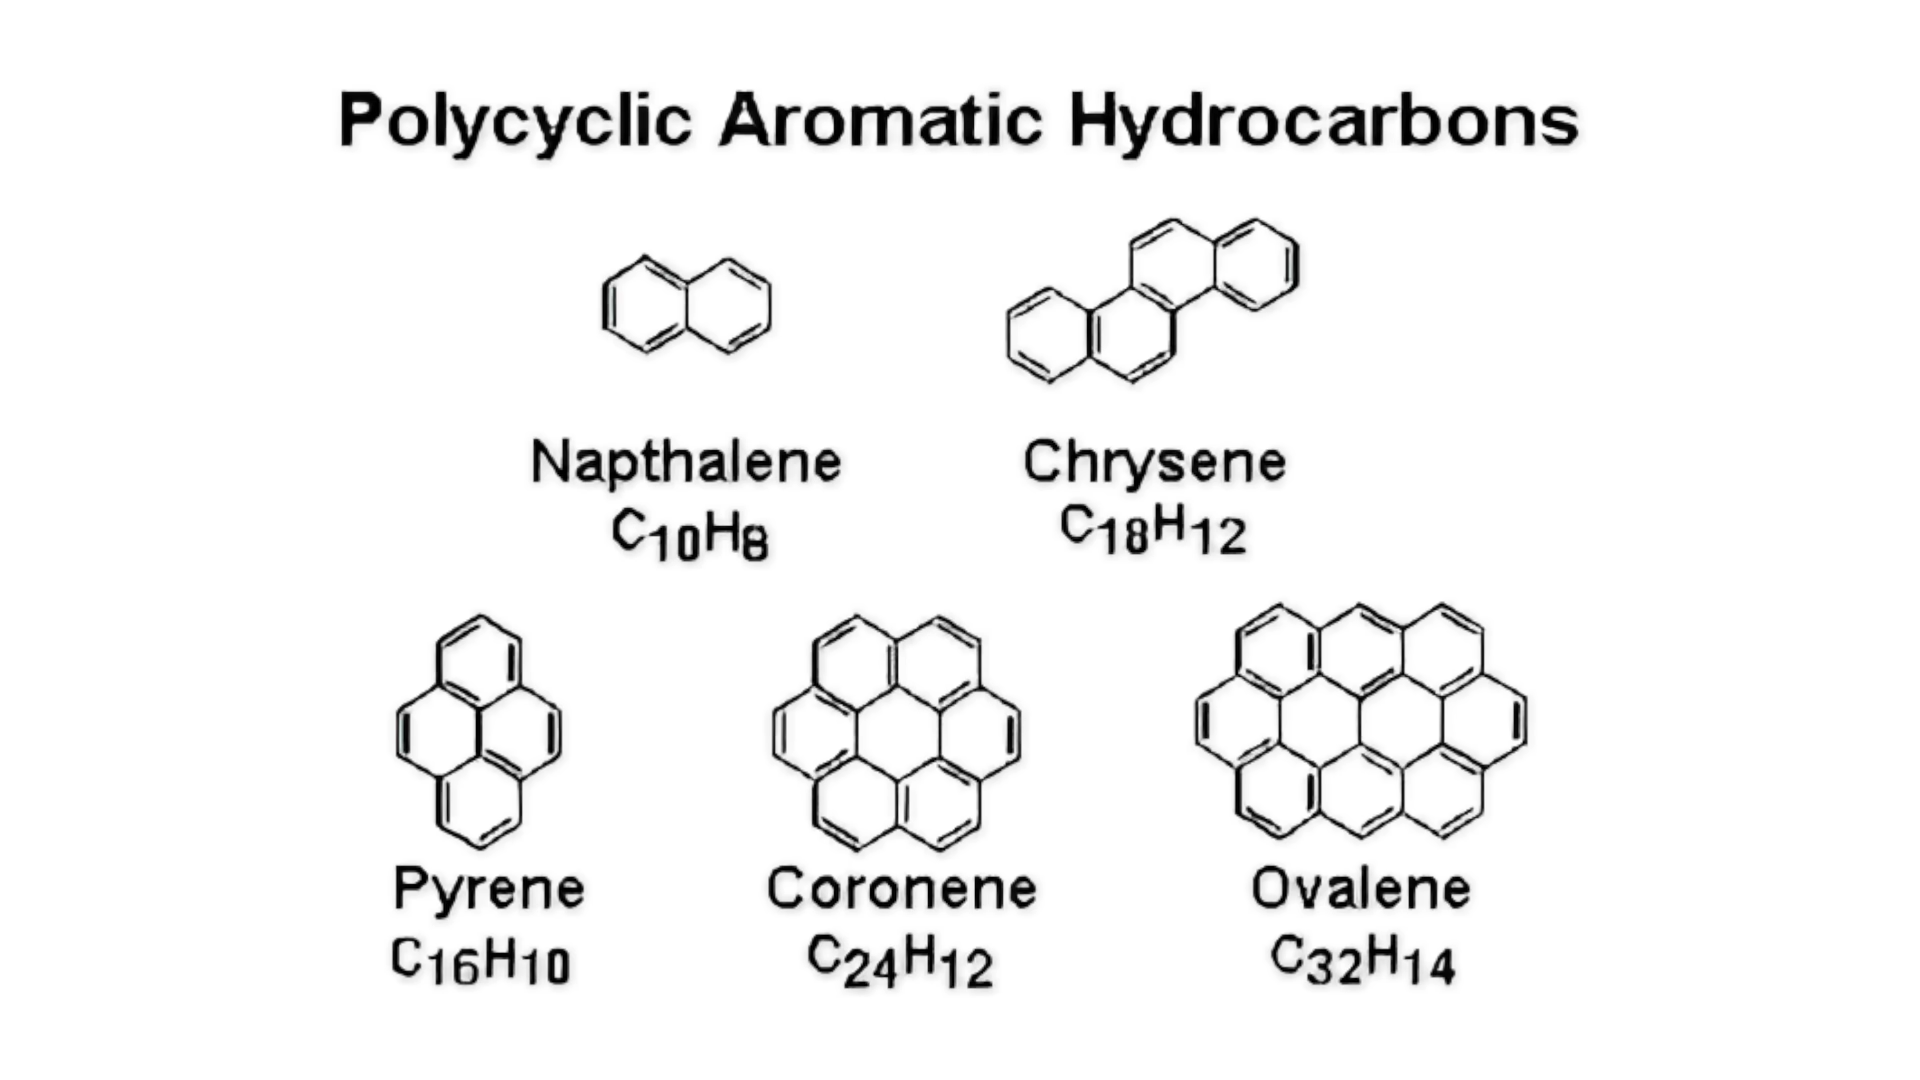 Polycyclic Aromatic Hydrocarbons
Napthalene
C10H8
Chrysene
C18H12
Pyrene
C16H10
Coronene
C24H12
Ovalene
C32H14